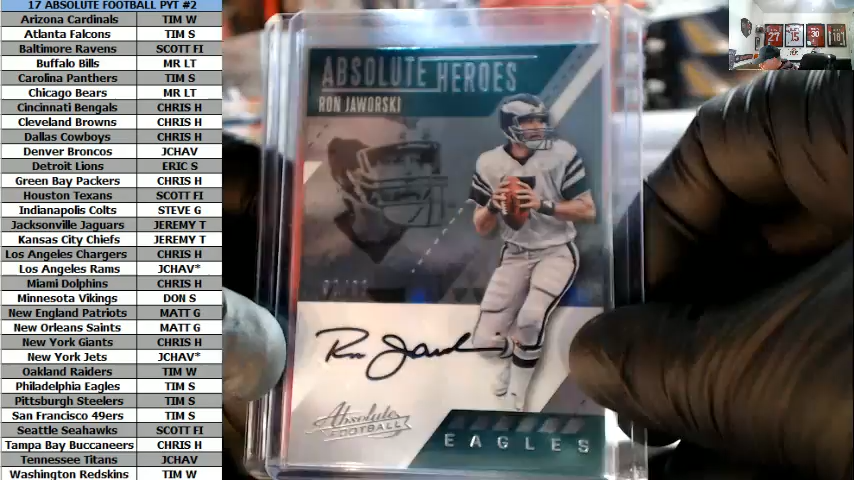 17 ABSOLUTE FOOTBALL PYT #2
Arizona Cardinals TIM W
Atlanta Falcons TIM S
Baltimore Ravens SCOTT FI
Buffalo Bills MR LT
Carolina Panthers TIM S
Chicago Bears MR LT
Cincinnati Bengals CHRIS H
Cleveland Browns CHRIS H
Dallas Cowboys CHRIS H
Denver Broncos JCHAV
Detroit Lions ERIC S
Green Bay Packers CHRIS H
Houston Texans SCOTT FI
Indianapolis Colts STEVE G
Jacksonville Jaguars JEREMY T
Kansas City Chiefs JEREMY T
Los Angeles Chargers CHRIS H
Los Angeles Rams JCHAV*
Miami Dolphins CHRIS H
Minnesota Vikings DON S
New England Patriots MATT G
New Orleans Saints MATT G
New York Giants CHRIS H
New York Jets JCHAV*
Oakland Raiders TIM W
Philadelphia Eagles TIM S
Pittsburgh Steelers TIM S
San Francisco 49ers TIM S
Seattle Seahawks SCOTT FI
Tampa Bay Buccaneers CHRIS H
Tennessee Titans JCHAV
Washington Redskins TIM W
ABSOLUTE HEROES
RON JAWORSKI
Absolute
FOOTBALL
EAGLES
27
15
30